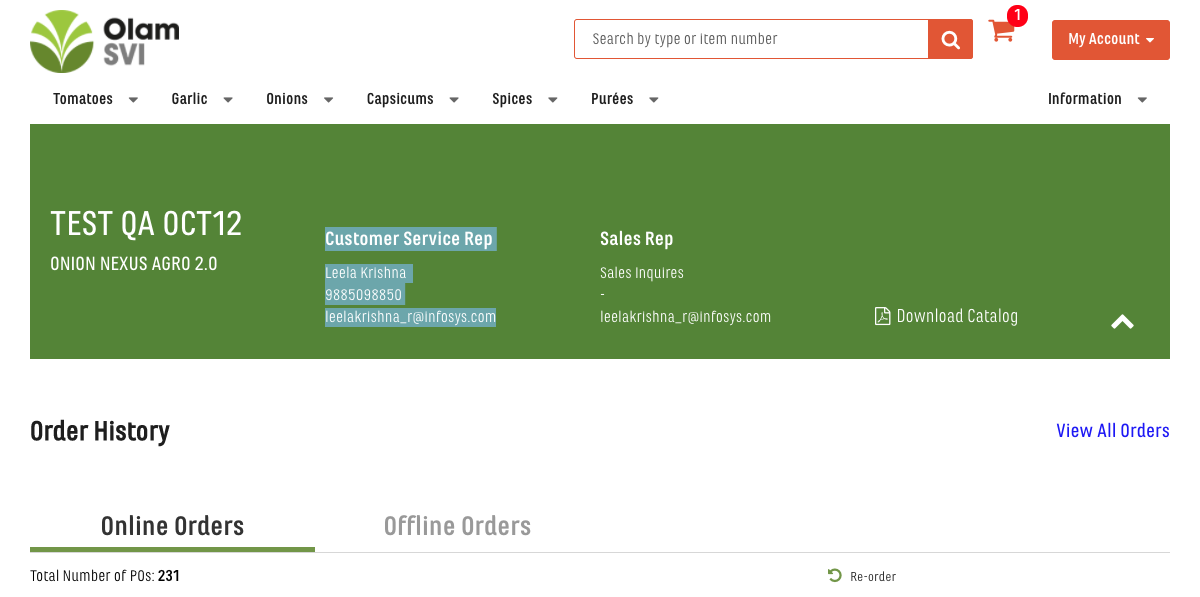 Olam
SVI
Search by type or item number
1
My Account
Tomatoes
Garlic
Onions
Capsicums
Spices
Purées
Information
TEST QA OCT12
ONION NEXUS AGRO 2.0
Customer Service Rep
Leela Krishna
9885098850
leelakrishna_r@infosys.com
Sales Rep
Sales Inquires
-
leelakrishna_r@infosys.com
Download Catalog
Order History
View All Orders
Online Orders
Offline Orders
Total Number of POs: 231
Re-order